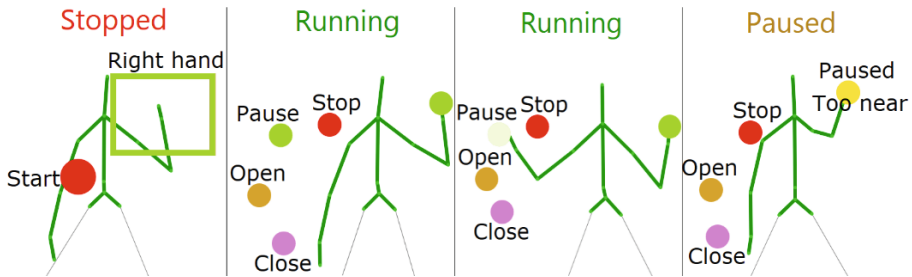 Stopped
Right hand
Start
Running
Pause
Stop
Open
Close
Running
Pause
Stop
Open
Close
Paused
Paused
Too near
Stop
Open
Close